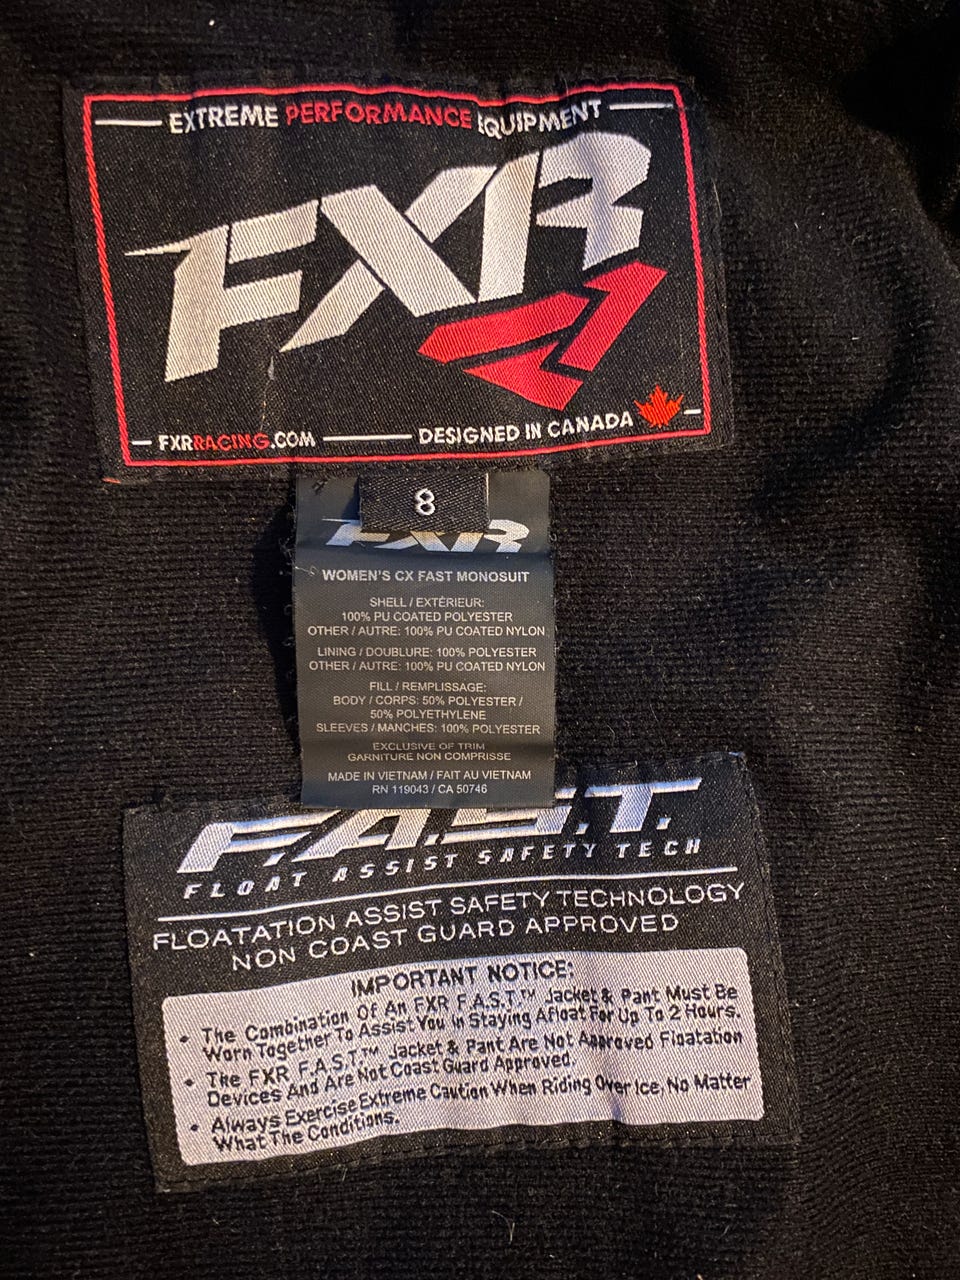 EXTREME PERFORMANCE EQUIPMENT
FXR
FXRRACING.COM
DESIGNED IN CANADA
8
FXR
WOMEN'S CX FAST MONOSUIT
SHELL / EXTÉRIEUR:
100% PU COATED POLYESTER
OTHER / AUTRE: 100% PU COATED NYLON
LINING / DOUBLURE: 100% POLYESTER
OTHER / AUTRE: 100% PU COATED NYLON
FILL / REMPLISSAGE:
BODY / CORPS: 50% POLYESTER /
50% POLYETHYLENE
SLEEVES / MANCHES: 100% POLYESTER
EXCLUSIVE OF TRIM
GARNITURE NON COMPRISSE
MADE IN VIETNAM / FAIT AU VIETNAM
RN 119043 / CA 50746
F.A.S.T.
FLOAT ASSIST SAFETY TECH
FLOATATION ASSIST SAFETY TECHNOLOGY
NON COAST GUARD APPROVED
IMPORTANT NOTICE:
• The Combination Of An FXR F.A.S.T.™ Jacket & Pant Must Be
Worn Together To Assist You In Staying Afloat For Up To 2 Hours.
• The FXR F.A.S.T.™ Jacket & Pant Are Not Approved Floatation
Devices And Are Not Coast Guard Approved.
• Always Exercise Extreme Caution When Riding Over Ice, No Matter
What The Conditions.